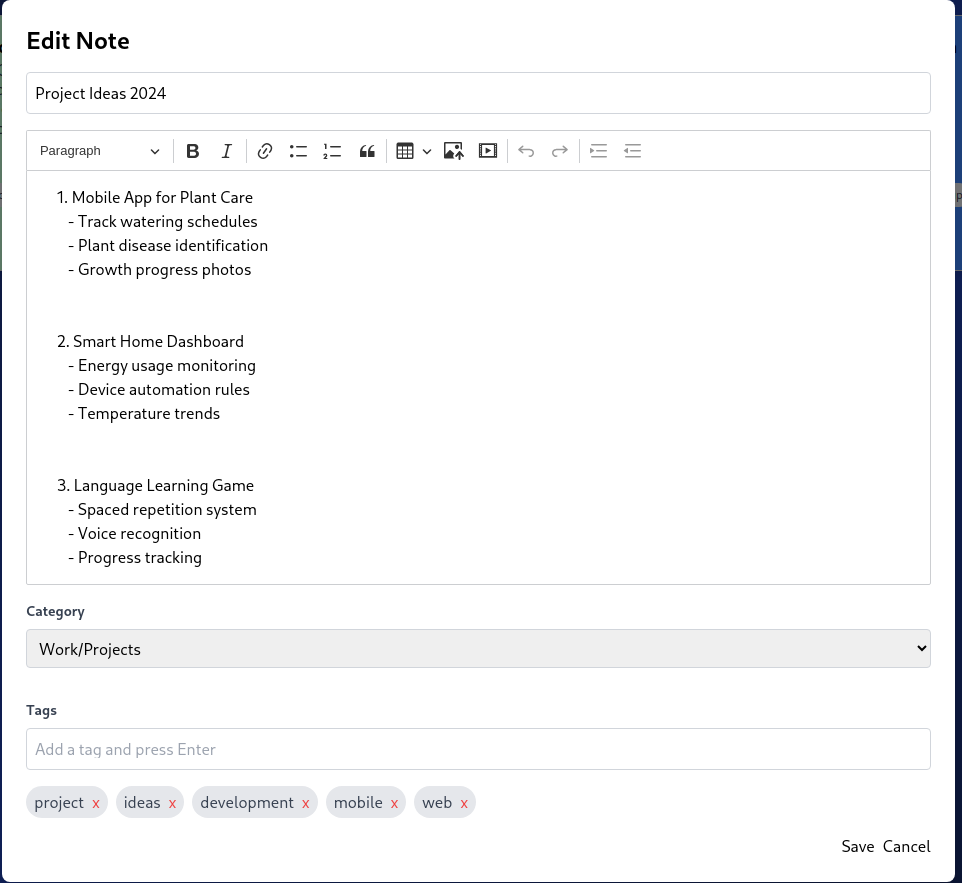 Edit Note
Project Ideas 2024
Paragraph
1. Mobile App for Plant Care
- Track watering schedules
- Plant disease identification
- Growth progress photos
2. Smart Home Dashboard
- Energy usage monitoring
- Device automation rules
- Temperature trends
3. Language Learning Game
- Spaced repetition system
- Voice recognition
- Progress tracking
Category
Work/Projects
Tags
Add a tag and press Enter
project x ideas x development x mobile x web x
Save Cancel